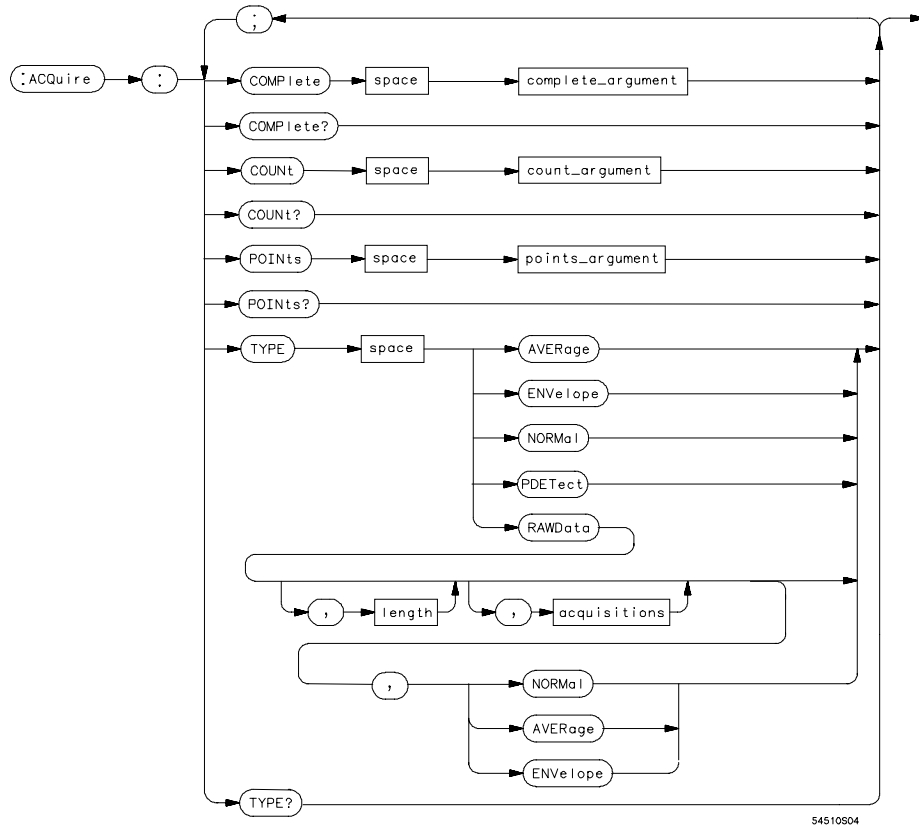 ;
:ACQuire : COMPlete space complete_argument
COMPlete?
COUNt space count_argument
COUNt?
POINts space points_argument
POINts?
TYPE space AVERage
ENVelope
NORMal
PDETect
RAWData
, length , acquisitions
, NORMal
AVERage
ENVelope
TYPE?
54510S04